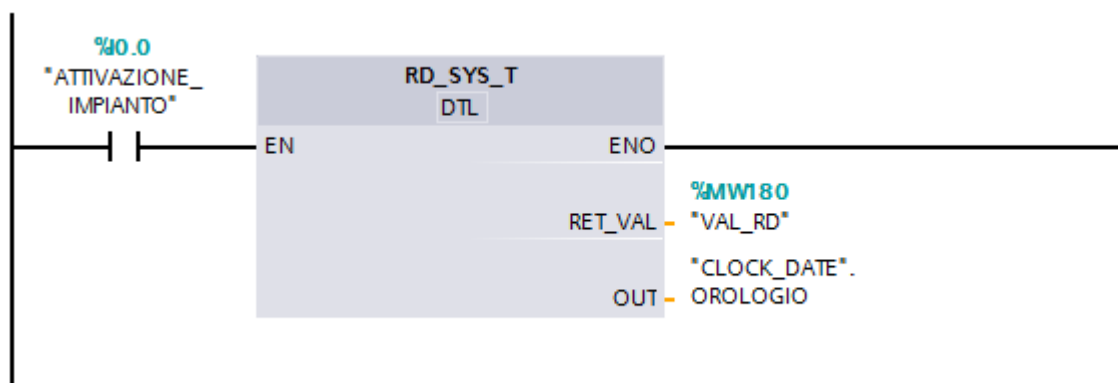 %I0.0
"ATTIVAZIONE_
IMPIANTO"
RD_SYS_T
DTL
EN
ENO
%MW180
RET_VAL
"VAL_RD"
"CLOCK_DATE".
OUT
OROLOGIO